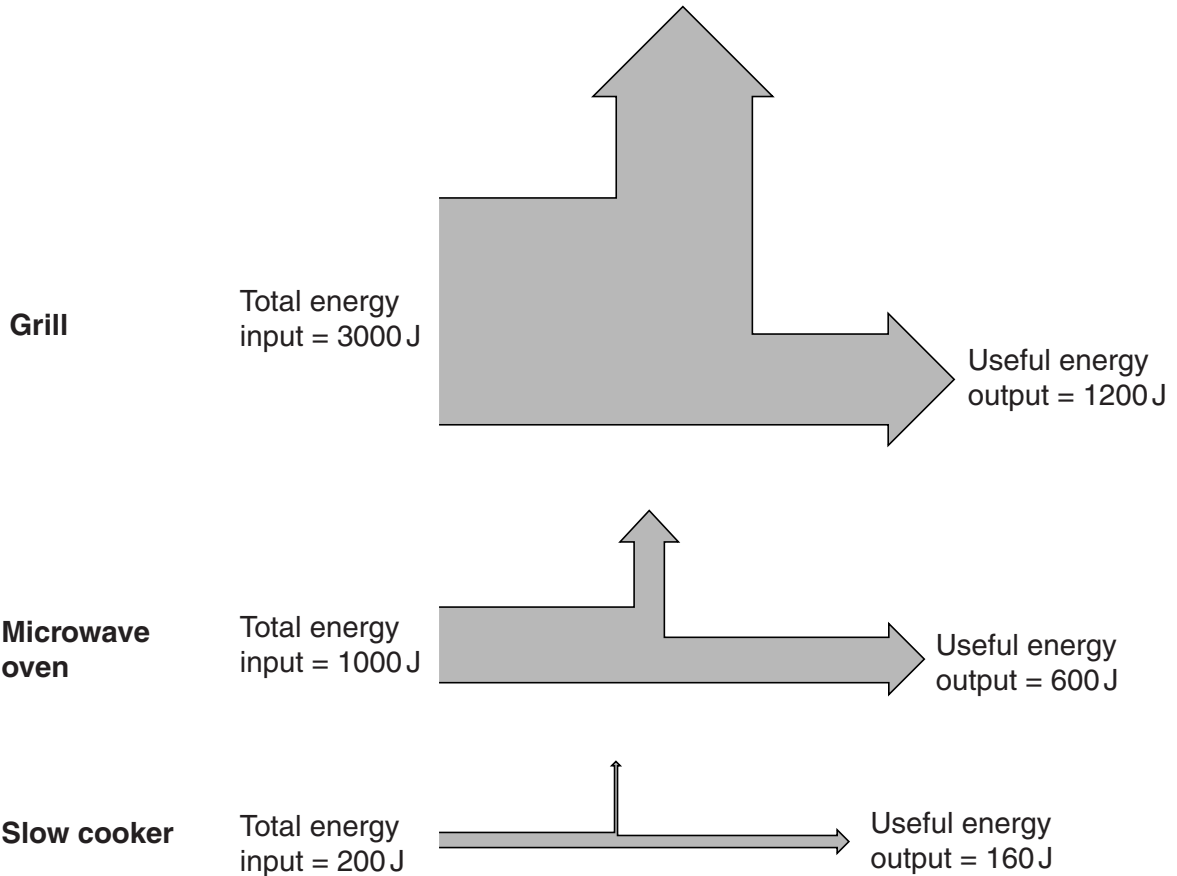 Grill
Total energy
input = 3000 J
Useful energy
output = 1200 J
Microwave
oven
Total energy
input = 1000 J
Useful energy
output = 600 J
Slow cooker
Total energy
input = 200 J
Useful energy
output = 160 J